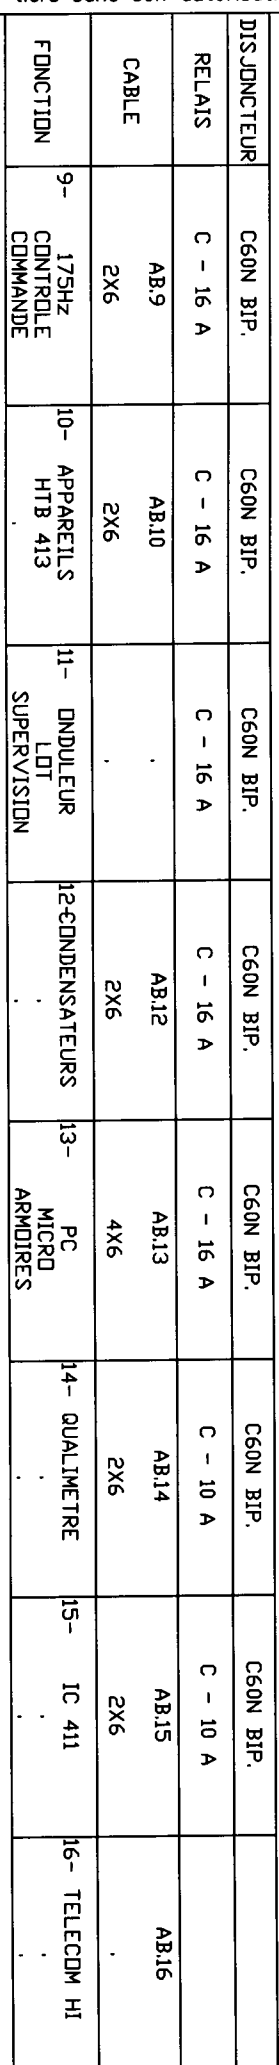 DISJONCTEUR C60N BIP. C60N BIP. C60N BIP. C60N BIP. C60N BIP. C60N BIP. C60N BIP.
RELAIS C - 16 A C - 16 A C - 16 A C - 16 A C - 16 A C - 10 A C - 10 A
CABLE AB.9 AB.10 . AB.12 AB.13 AB.14 AB.15 AB.16
2X6 2X6 . 2X6 4X6 2X6 2X6 .
FONCTION 9- 175Hz 10- APPAREILS 11- ONDULEUR 12-CONDENSATEURS 13- PC 14- QUALIMETRE 15- IC 411 16- TELECOM HI
CONTROLE HTB 413 LOT . MICRO . . .
COMMANDE . SUPERVISION . ARMOIRES . . .